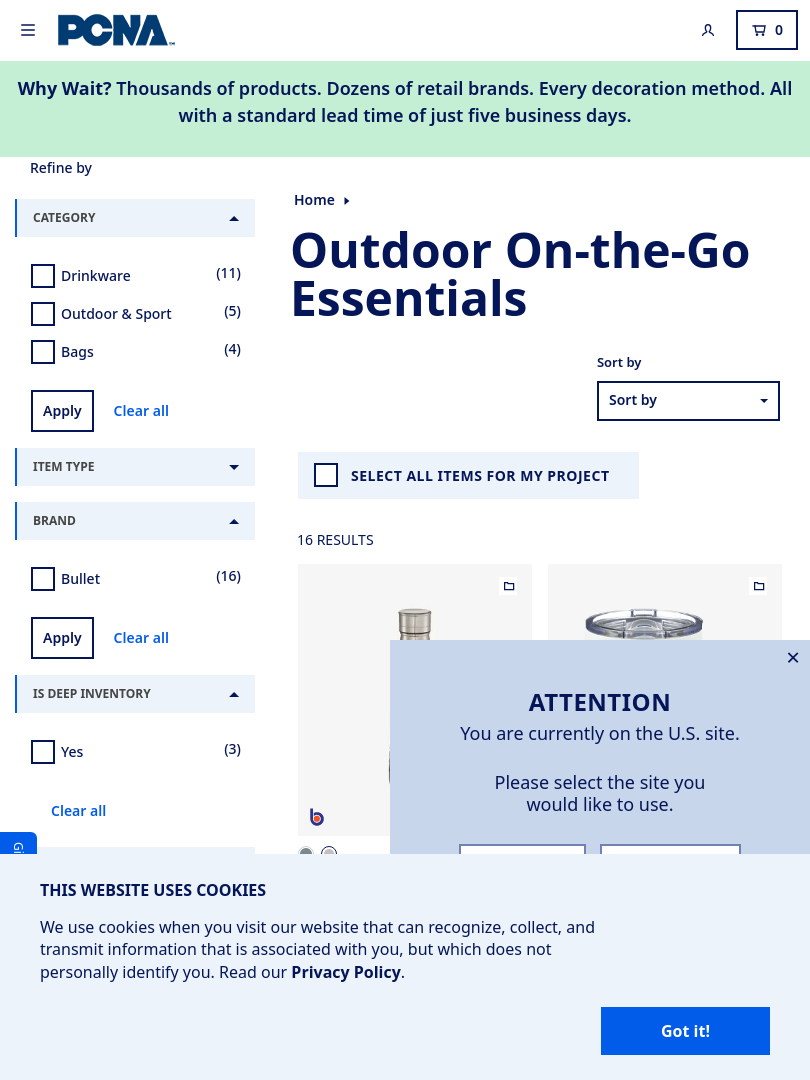 PCNA
0
Why Wait? Thousands of products. Dozens of retail brands. Every decoration method. All
with a standard lead time of just five business days.
Refine by
CATEGORY
Drinkware (11)
Outdoor & Sport (5)
Bags (4)
Apply Clear all
ITEM TYPE
BRAND
Bullet (16)
Apply Clear all
IS DEEP INVENTORY
Yes (3)
Clear all
Home
Outdoor On-the-Go
Essentials
Sort by
Sort by
SELECT ALL ITEMS FOR MY PROJECT
16 RESULTS
b
×
ATTENTION
You are currently on the U.S. site.
Please select the site you
would like to use.
THIS WEBSITE USES COOKIES
We use cookies when you visit our website that can recognize, collect, and
transmit information that is associated with you, but which does not
personally identify you. Read our Privacy Policy.
Got it!